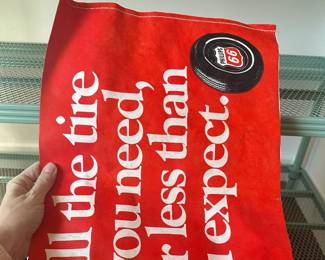 ll the tire
you need,
r less than
expect.
66